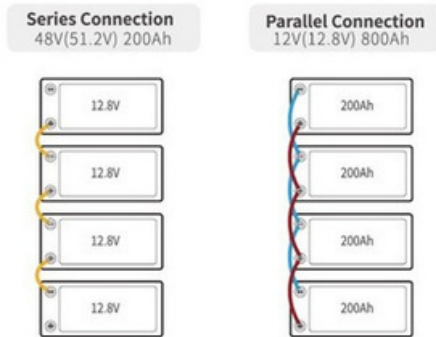 Series Connection
48V(51.2V) 200Ah
12.8V
12.8V
12.8V
12.8V
Parallel Connection
12V(12.8V) 800Ah
200Ah
200Ah
200Ah
200Ah